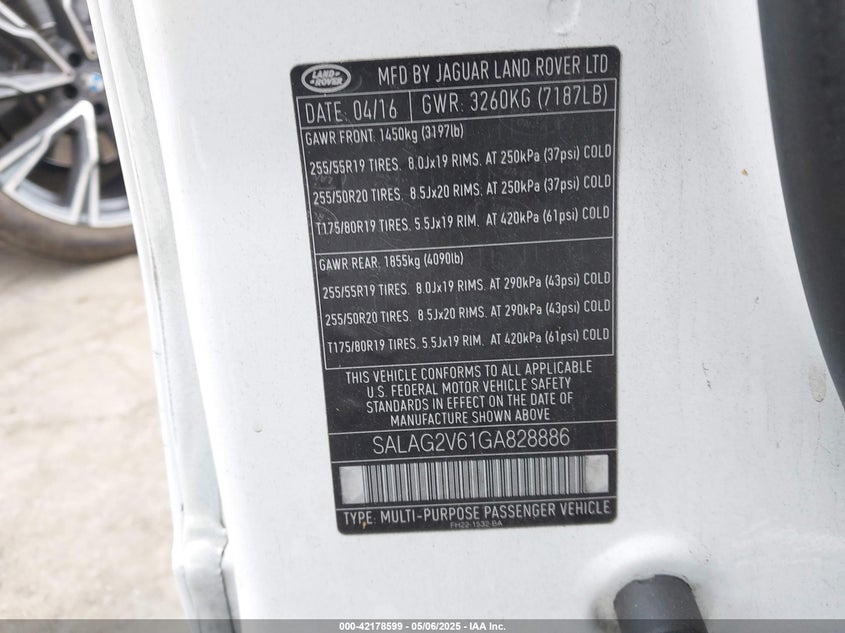 LAND ROVER
MFD BY JAGUAR LAND ROVER LTD
DATE: 04/16 GWR: 3260KG (7187LB)
GAWR FRONT: 1450kg (3197lb)
255/55R19 TIRES. 8.0Jx19 RIMS. AT 250kPa (37psi) COLD
255/50R20 TIRES. 8.5Jx20 RIMS. AT 250kPa (37psi) COLD
T175/80R19 TIRES. 5.5Jx19 RIM. AT 420kPa (61psi) COLD
GAWR REAR: 1855kg (4090lb)
255/55R19 TIRES. 8.0Jx19 RIMS. AT 290kPa (43psi) COLD
255/50R20 TIRES. 8.5Jx20 RIMS. AT 290kPa (43psi) COLD
T175/80R19 TIRES. 5.5Jx19 RIM. AT 420kPa (61psi) COLD
THIS VEHICLE CONFORMS TO ALL APPLICABLE
U.S. FEDERAL MOTOR VEHICLE SAFETY
STANDARDS IN EFFECT ON THE DATE OF
MANUFACTURE SHOWN ABOVE
SALAG2V61GA828886
TYPE: MULTI-PURPOSE PASSENGER VEHICLE
FH22-1532-BA
000-42178599 - 05/06/2025 - IAA Inc.